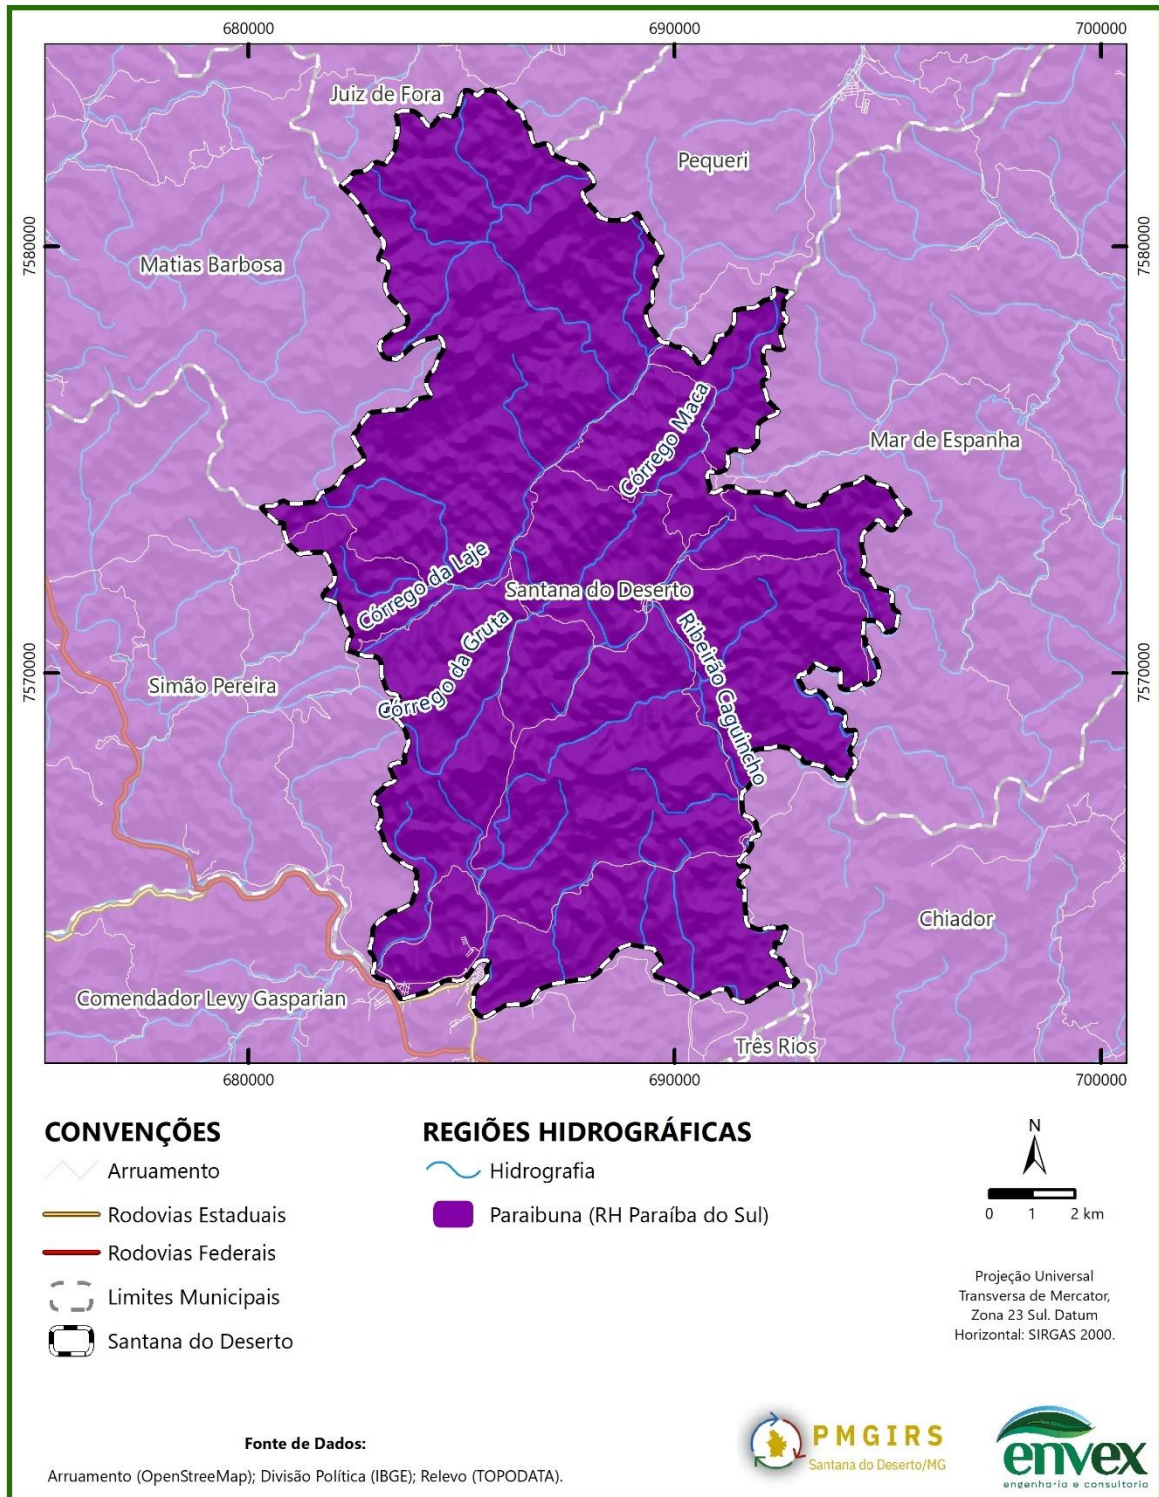 680000
690000
700000
Juiz de Fora
Pequeri
7580000
7580000
Matias Barbosa
Córrego Maca
Mar de Espanha
Córrego da Laje
Santana do Deserto
Córrego da Gruta
Ribeirão Caguincho
7570000
7570000
Simão Pereira
Chiador
Comendador Levy Gasparian
Três Rios
680000
690000
700000
CONVENÇÕES
Arruamento
Rodovias Estaduais
Rodovias Federais
Limites Municipais
Santana do Deserto
REGIÕES HIDROGRÁFICAS
Hidrografia
Paraibuna (RH Paraíba do Sul)
N
0 1 2 km
Projeção Universal
Transversa de Mercator,
Zona 23 Sul. Datum
Horizontal: SIRGAS 2000.
Fonte de Dados:
Arruamento (OpenStreeMap); Divisão Política (IBGE); Relevo (TOPODATA).
PMGIRS
Santana do Deserto/MG
envex
engenharia e consultoria